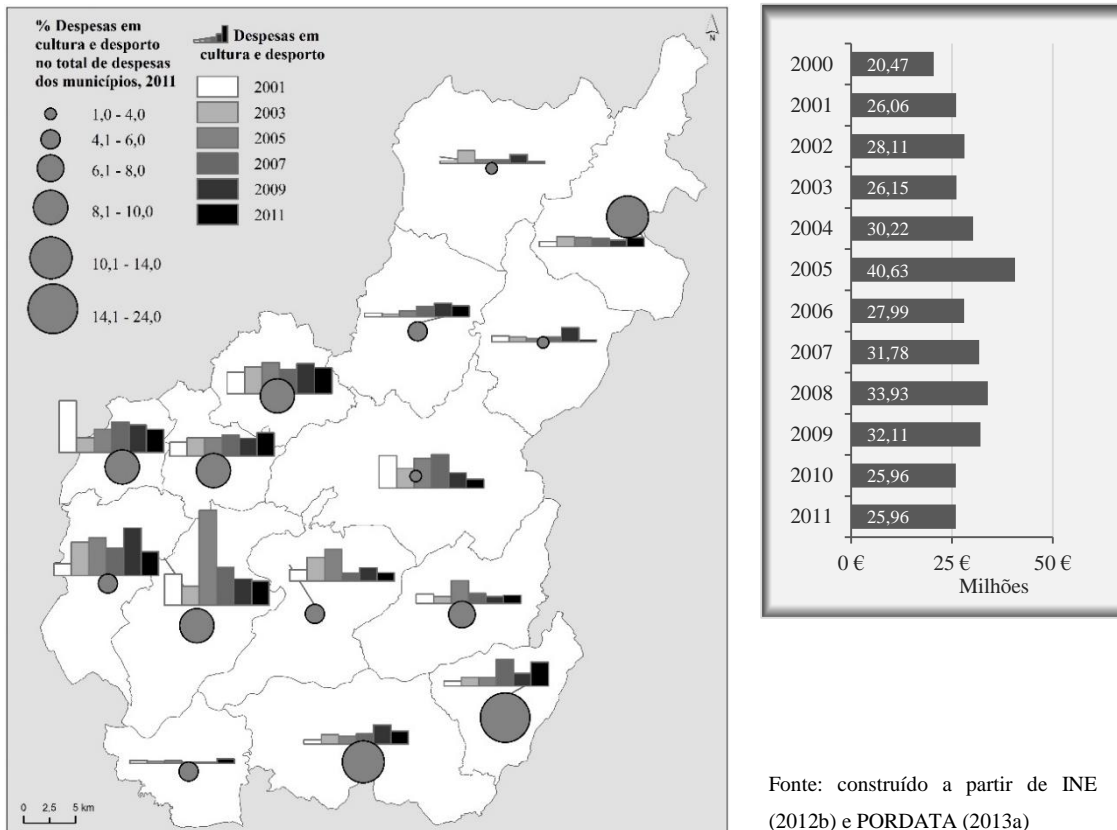 % Despesas em
cultura e desporto
no total de despesas
dos municípios, 2011
1,0 - 4,0
4,1 - 6,0
6,1 - 8,0
8,1 - 10,0
10,1 - 14,0
14,1 - 24,0
Despesas em
cultura e desporto
2001
2003
2005
2007
2009
2011
N
0 2,5 5 km
2000 20,47
2001 26,06
2002 28,11
2003 26,15
2004 30,22
2005 40,63
2006 27,99
2007 31,78
2008 33,93
2009 32,11
2010 25,96
2011 25,96
0 € 25 € 50 €
Milhões
Fonte: construído a partir de INE
(2012b) e PORDATA (2013a)